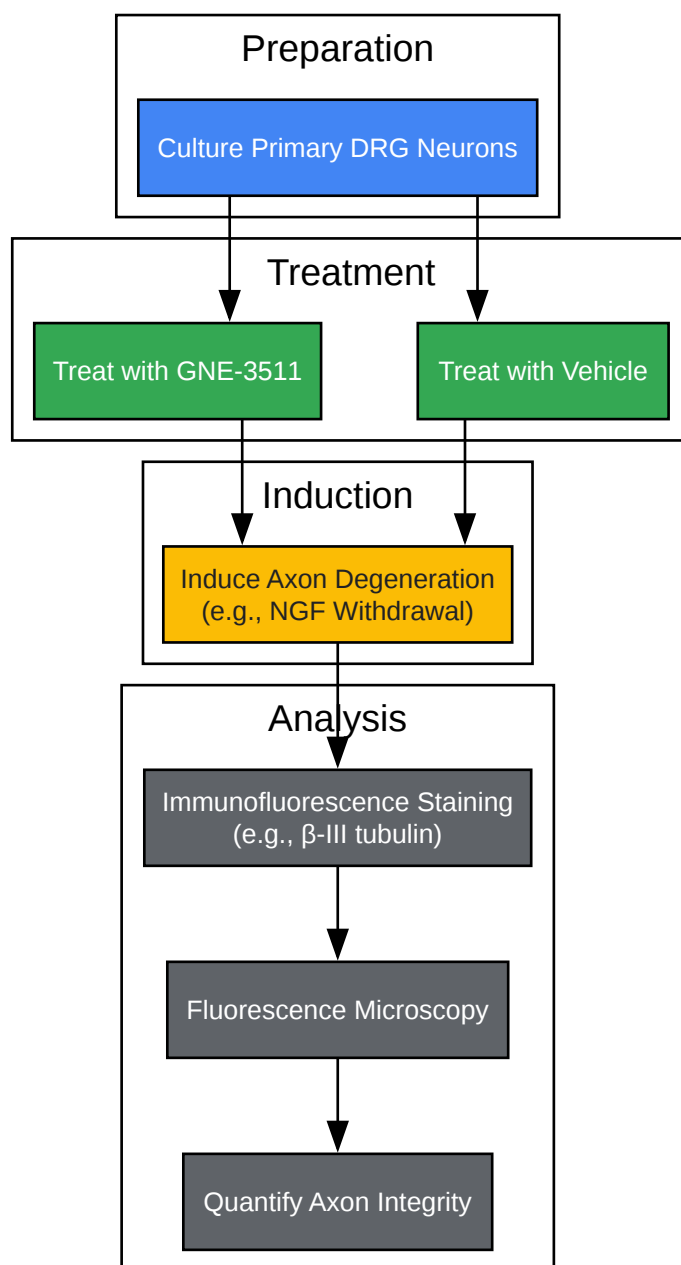 Preparation
Culture Primary DRG Neurons
Treatment
Treat with GNE-3511
Treat with Vehicle
Induction
Induce Axon Degeneration
(e.g., NGF Withdrawal)
Analysis
Immunofluorescence Staining
(e.g., β-III tubulin)
Fluorescence Microscopy
Quantify Axon Integrity